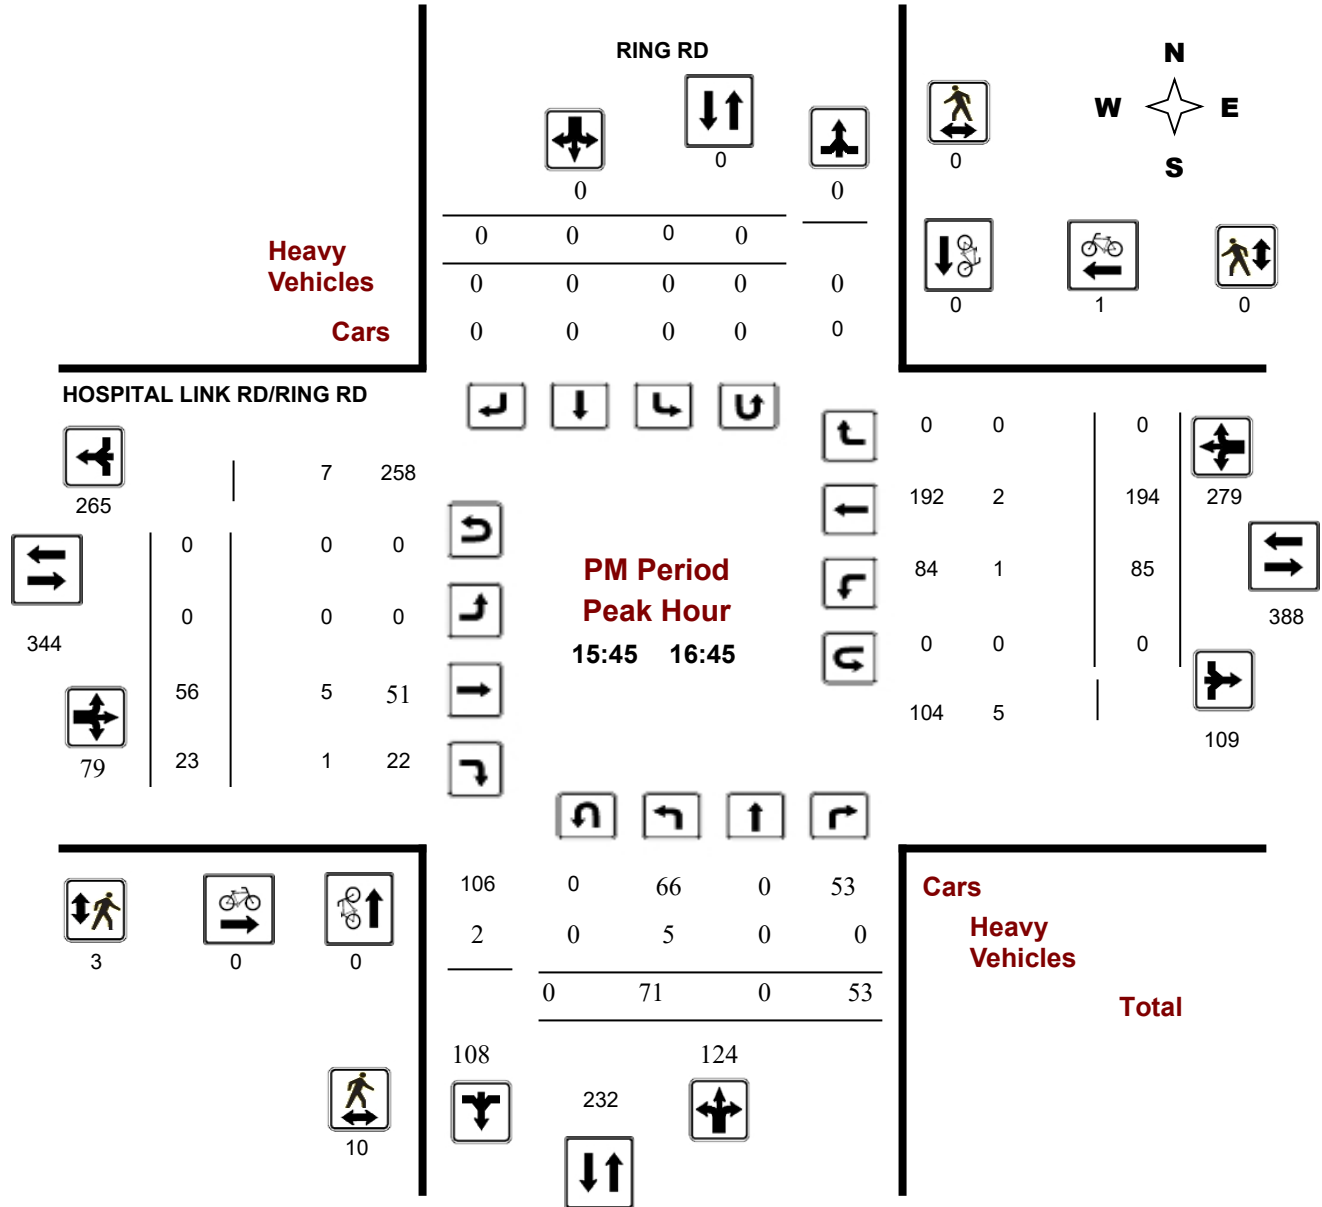 RING RD
N
W E
S
0
0
0 0
0
0 0 0 0
Heavy
Vehicles
0 0 0 0 0
0 1 0
Cars
0 0 0 0 0
HOSPITAL LINK RD/RING RD
0 0 0
7 258
265
192 2 194 279
0 0 0
PM Period
84 1 85
Peak Hour
0 0 0
388
344
15:45 16:45
0 0 0
56 5 51
104 5
109
79
23 1 22
106 0 66 0 53
Cars
2 0 5 0 0
Heavy
Vehicles
3 0 0
0 71 0 53
Total
108 124
232
10